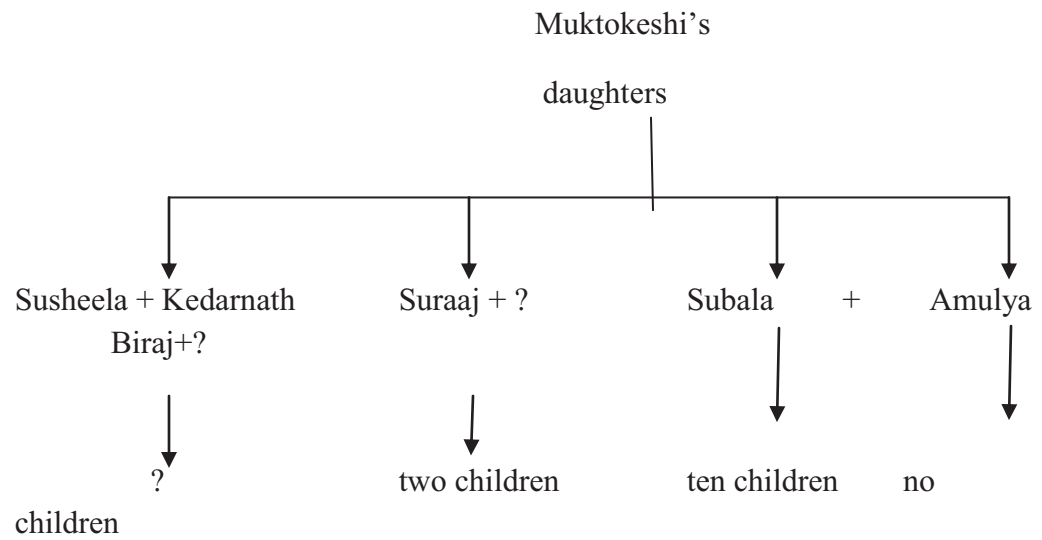 Muktokeshi’s
daughters
Susheela + Kedarnath Suraaj + ? Subala + Amulya
Biraj+?
? two children ten children no
children